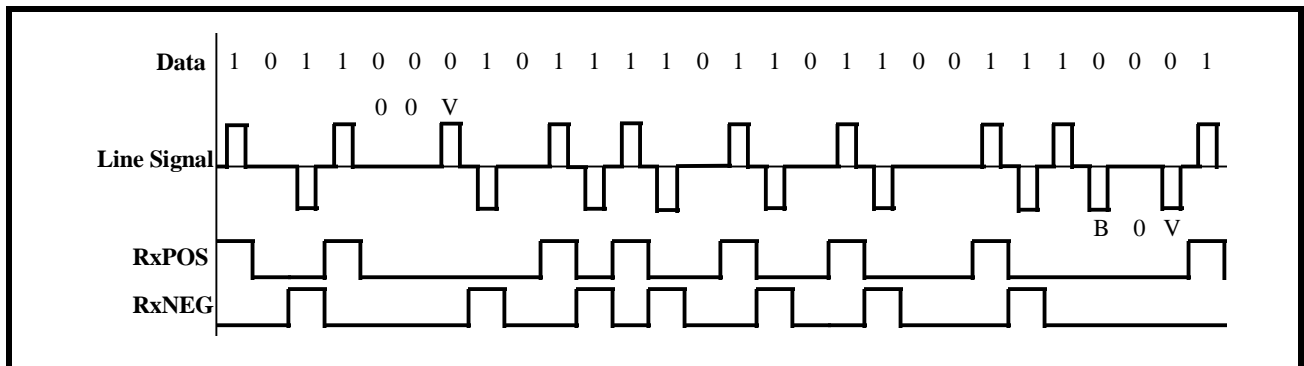 Data 1 0 1 1 0 0 0 1 0 1 1 1 1 0 1 1 0 1 1 0 0 1 1 1 0 0 0 1
0 0 V
Line Signal
B 0 V
RxPOS
RxNEG